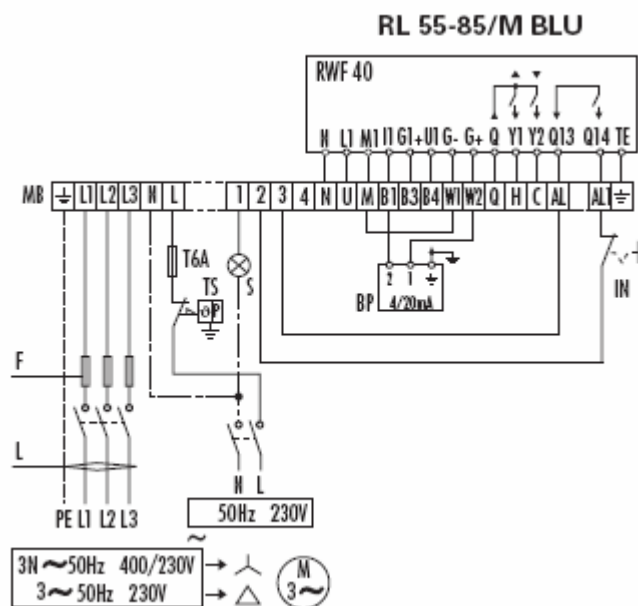 RL 55-85/M BLU
RWF 40
N L1 M1 I1 G1+ U1 G- G+ Q Y1 Y2 Q13 Q14 TE
MB L1 L2 L3 N L 1 2 3 4 N U M B1 B3 B4 W1 W2 Q H C AL AL1
T6A
TS
S
P
2 1
BP 4/20mA
IN
F
L
N L
PE L1 L2 L3
50Hz 230V
~
3N ~ 50Hz 400/230V
3 ~ 50Hz 230V
M
3 ~